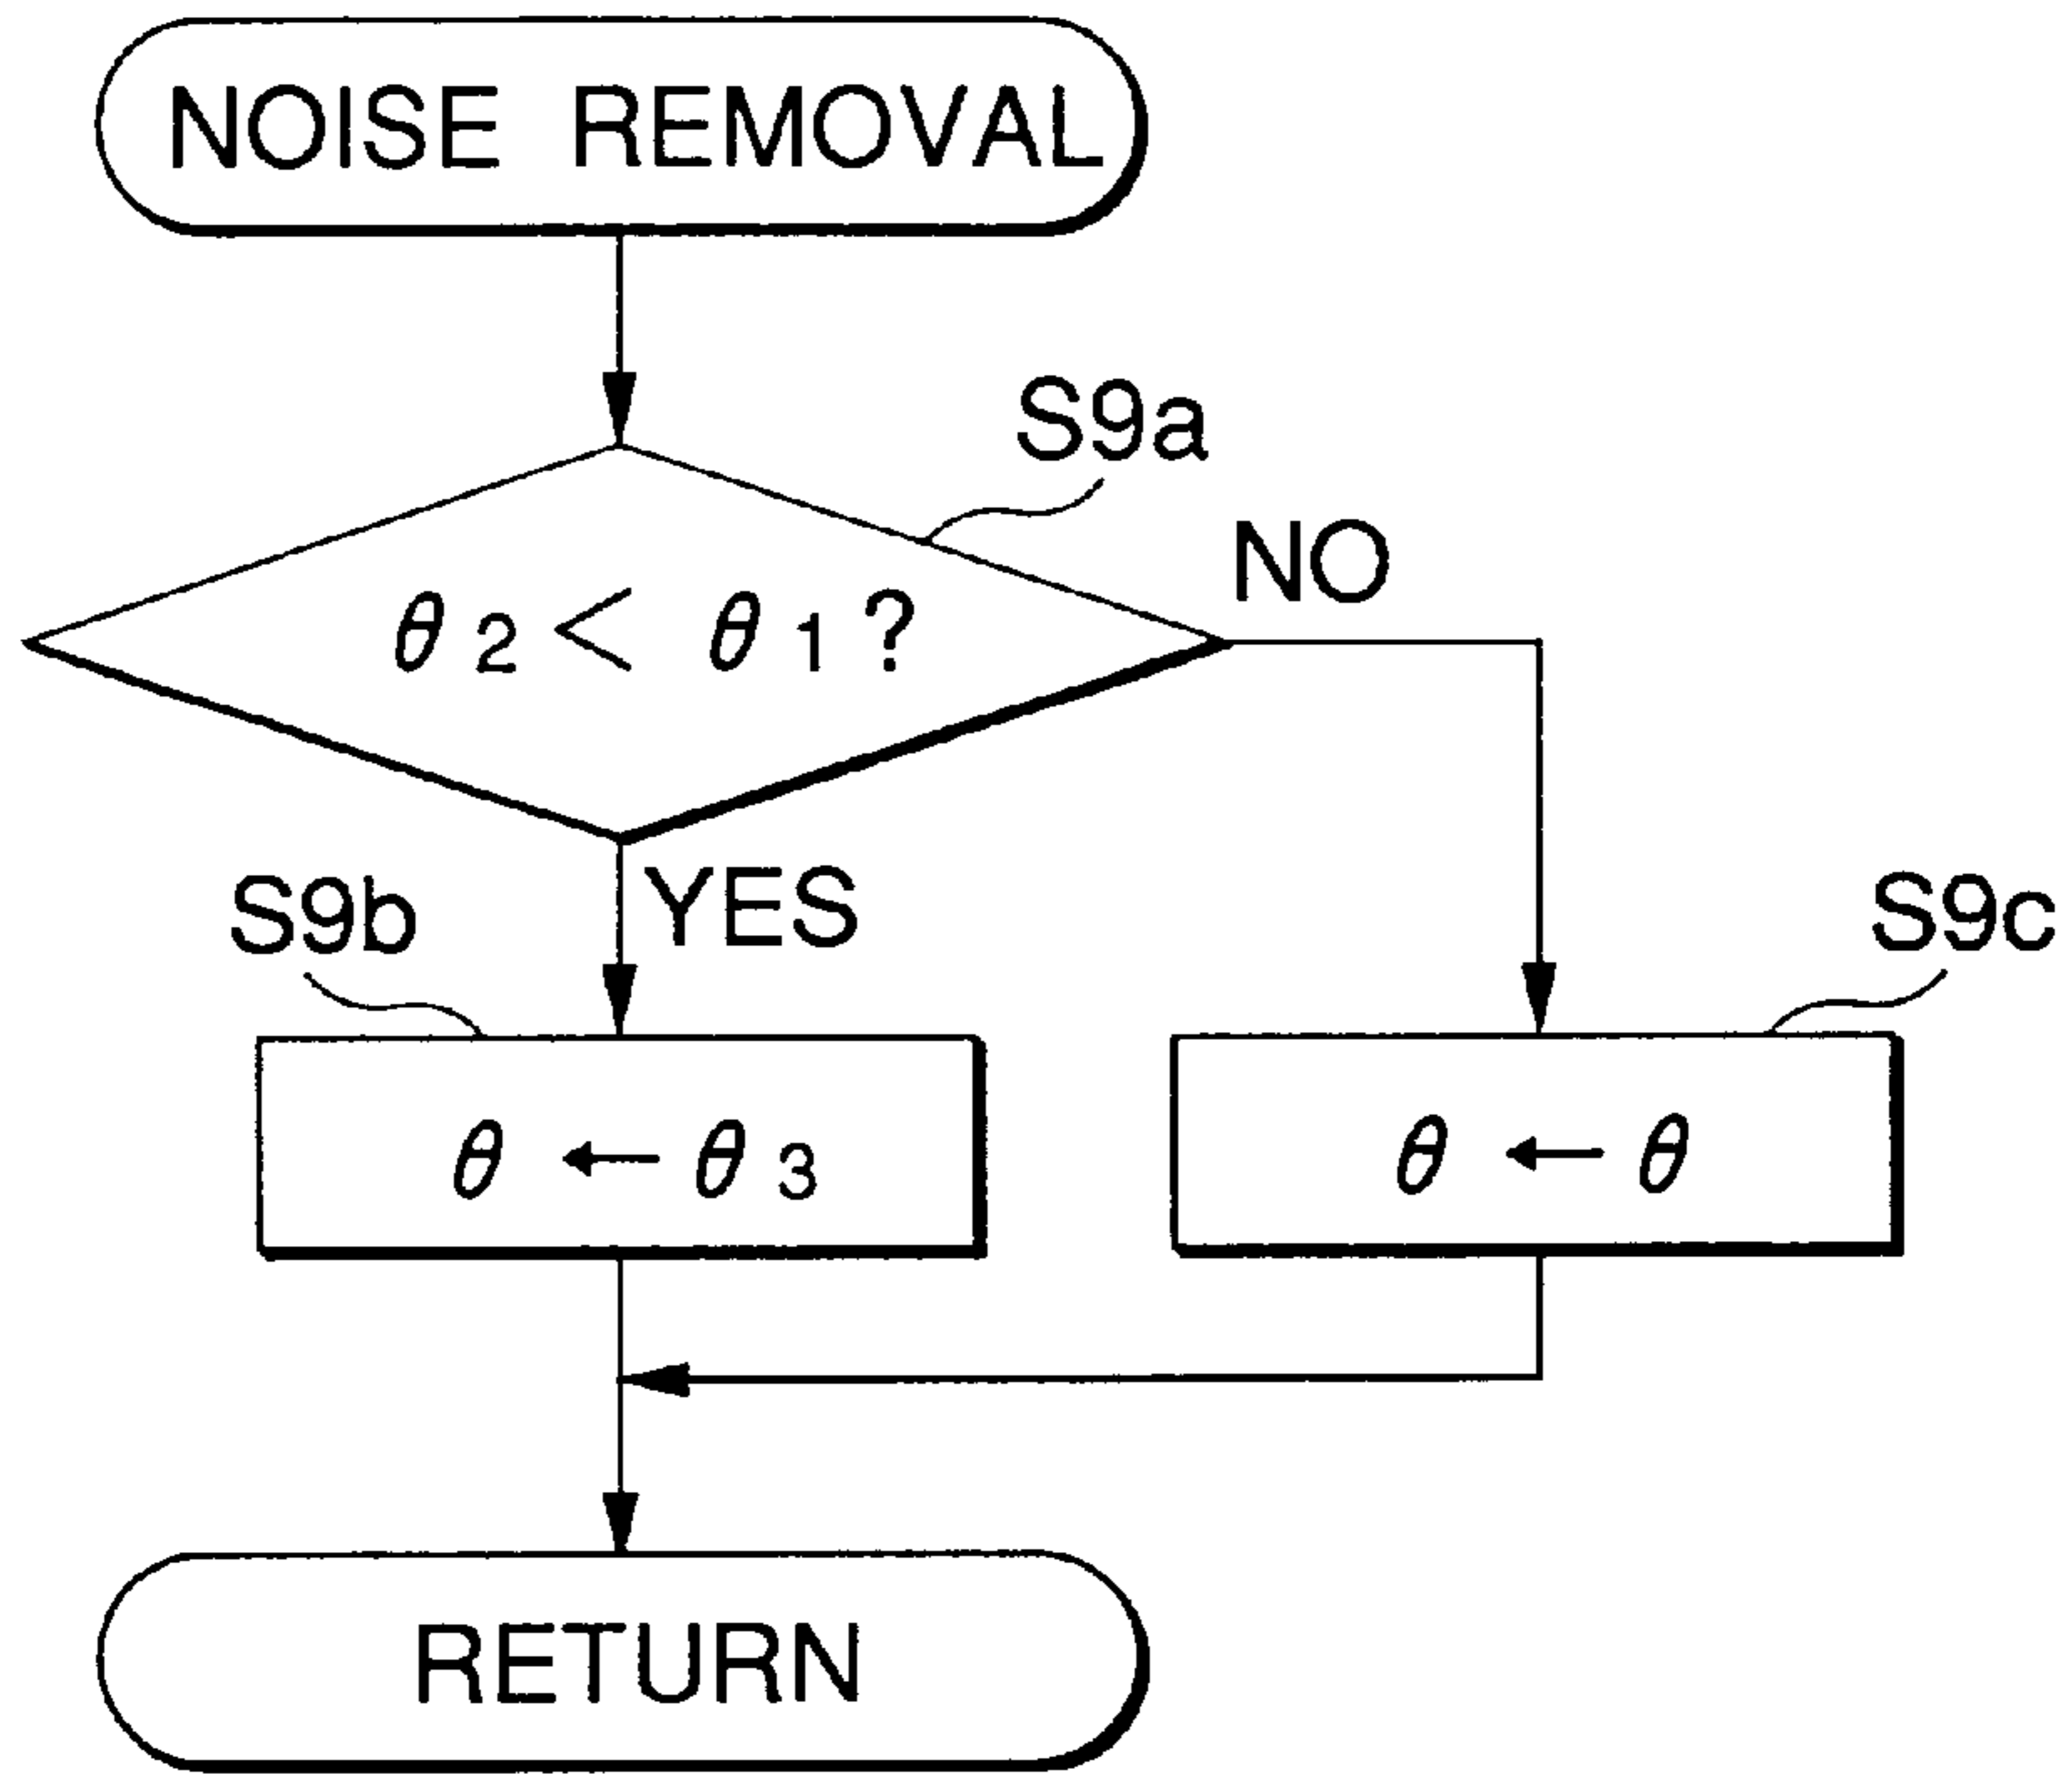 NOISE REMOVAL
S9a
θ2 < θ1?
NO
YES
S9b
S9c
θ ← θ3
θ ← θ
RETURN